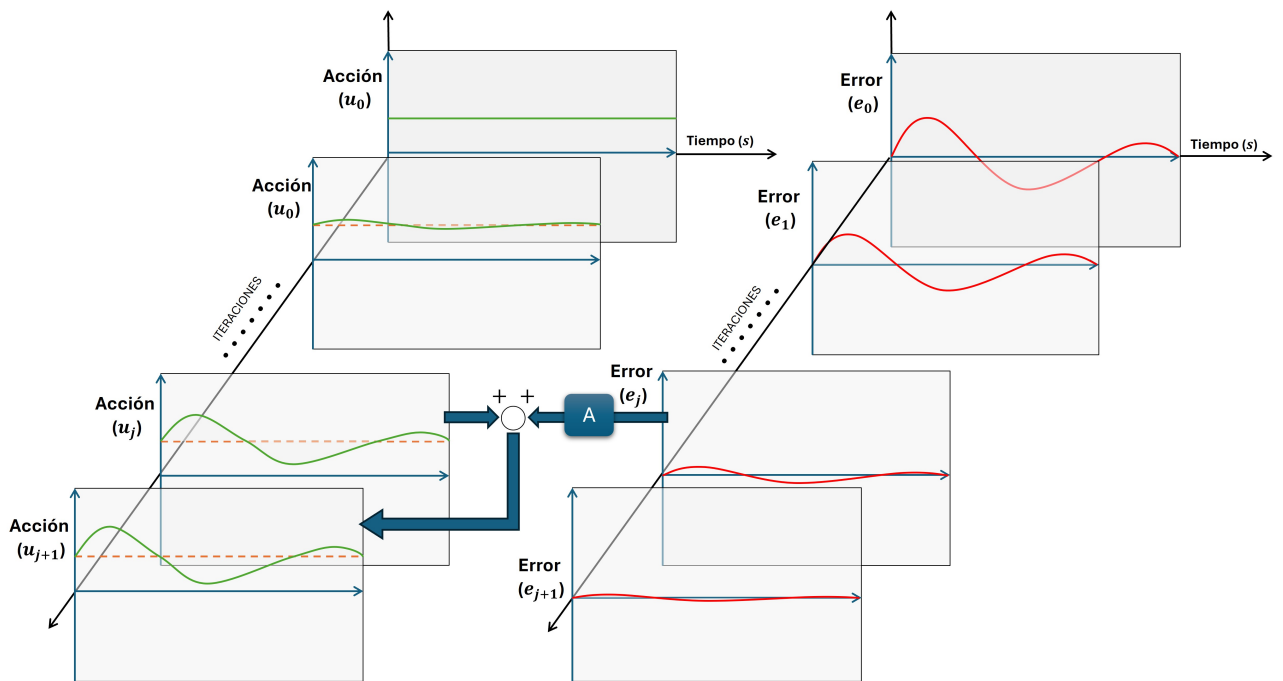 Acción
(u₀)
Tiempo (s)
Acción
(u₀)
ITERACIONES
Acción
(uⱼ)
Acción
(uⱼ₊₁)
+ +
A
Error
(e₀)
Tiempo (s)
Error
(e₁)
ITERACIONES
Error
(eⱼ)
Error
(eⱼ₊₁)